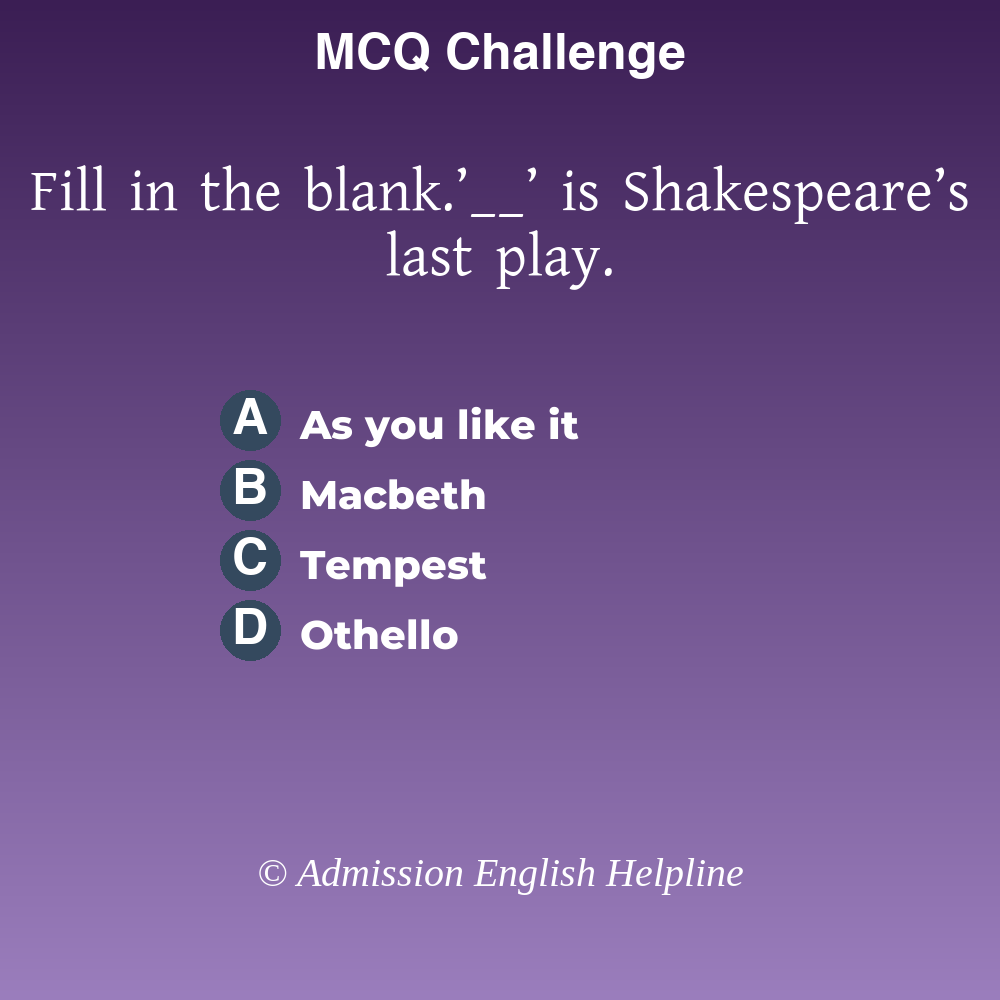 MCQ Challenge
Fill in the blank.’__’ is Shakespeare’s
last play.
A As you like it
B Macbeth
C Tempest
D Othello
© Admission English Helpline